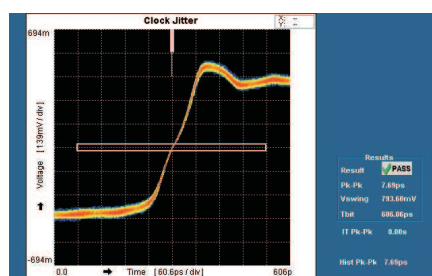 Clock Jitter
X: --
Y: --
694m
Voltage [139mV / div]
-694m
0.0
Time [60.6ps / div]
606p
Results
Result PASS
Pk-Pk 7.69ps
Vswing 793.60mV
Tbit 606.06ps
IT Pk-Pk 0.00s
Hist Pk-Pk 7.69ps